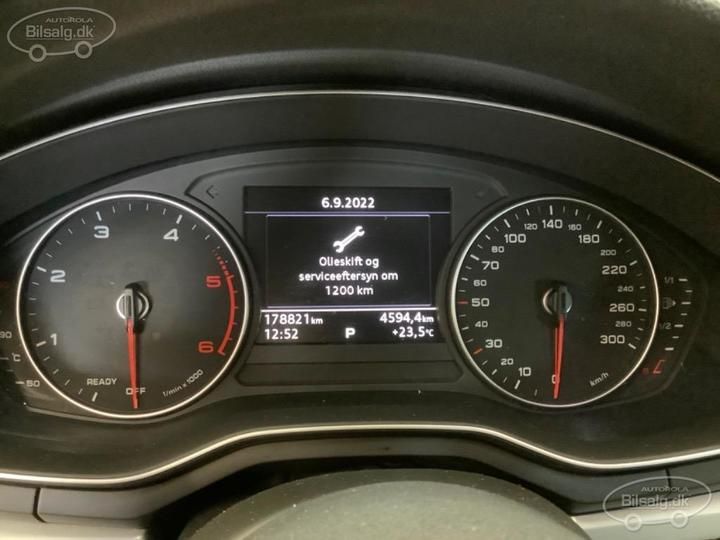 AUTOROLA
Bilsalg.dk
6.9.2022
Olieskift og
serviceeftersyn om
1200 km
178821 km 4594,4 km
12:52 P +23,5°C
1 2 3 4 5 6
READY OFF 1/min x 1000
90
°C
50
0 10 20 30 50 70 80 100 120 140 160 180 200 220 240 260 280 300
60 km/h
1/1
1/2
AUTOROLA
Bilsalg.dk